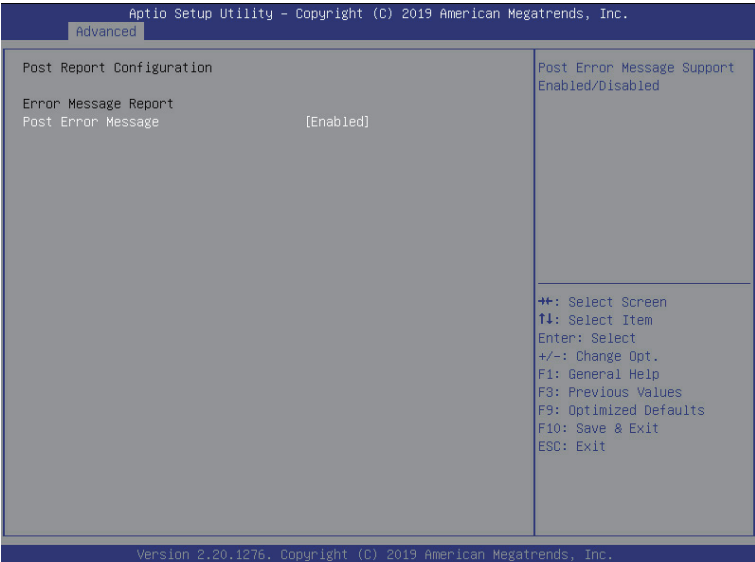 Aptio Setup Utility – Copyright (C) 2019 American Megatrends, Inc.
Advanced
Post Report Configuration
Error Message Report
Post Error Message [Enabled]
Post Error Message Support
Enabled/Disabled
→←: Select Screen
↑↓: Select Item
Enter: Select
+/-: Change Opt.
F1: General Help
F3: Previous Values
F9: Optimized Defaults
F10: Save & Exit
ESC: Exit
Version 2.20.1276. Copyright (C) 2019 American Megatrends, Inc.